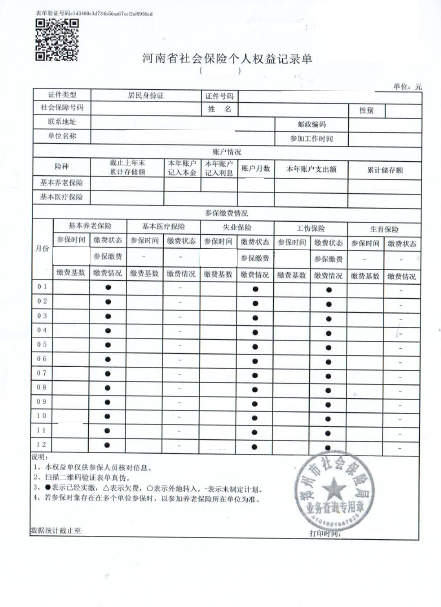 河南省社会保险个人权益记录单
（ ）
单位：元
证件类型 居民身份证 证件号码
社会保障号码 姓 名 性别
联系地址 邮政编码
单位名称 参加工作时间
账户情况
险种 截止上年末累计存储额 本年账户记入本金 本年账户记入利息 账户月数 本年账户支出额 累计储存额
基本养老保险
基本医疗保险
参保缴费情况
月份 基本养老保险 基本医疗保险 失业保险 工伤保险 生育保险
参保时间 缴费状态 参保时间 缴费状态 参保时间 缴费状态 参保时间 缴费状态 参保时间 缴费状态
参保缴费 - - 参保缴费 参保缴费 -
缴费基数 缴费情况 缴费基数 缴费情况 缴费基数 缴费情况 缴费基数 缴费情况 缴费基数 缴费情况
01 ● - ● ● -
02 ● - ● ● -
03 ● - ● ● -
04 ● - ● ● -
05 ● - ● ● -
06 ● - ● ● -
07 ● - ● ● -
08 ● - ● ● -
09 ● - ● ● -
10 ● - ● ● -
11 ● - ● ● -
12 ● - ● ● -
说明：
1、本权益单仅供参保人员核对信息。
2、扫描二维码验证表单真伪。
3、●表示已经实缴，△表示欠费，○表示外地转入，-表示未制定计划。
4、若参保对象存在在多个单位参保时，以参加养老保险所在单位为准。
郑州市社会保险局
业务查询专用章
数据统计截止至： 打印时间：